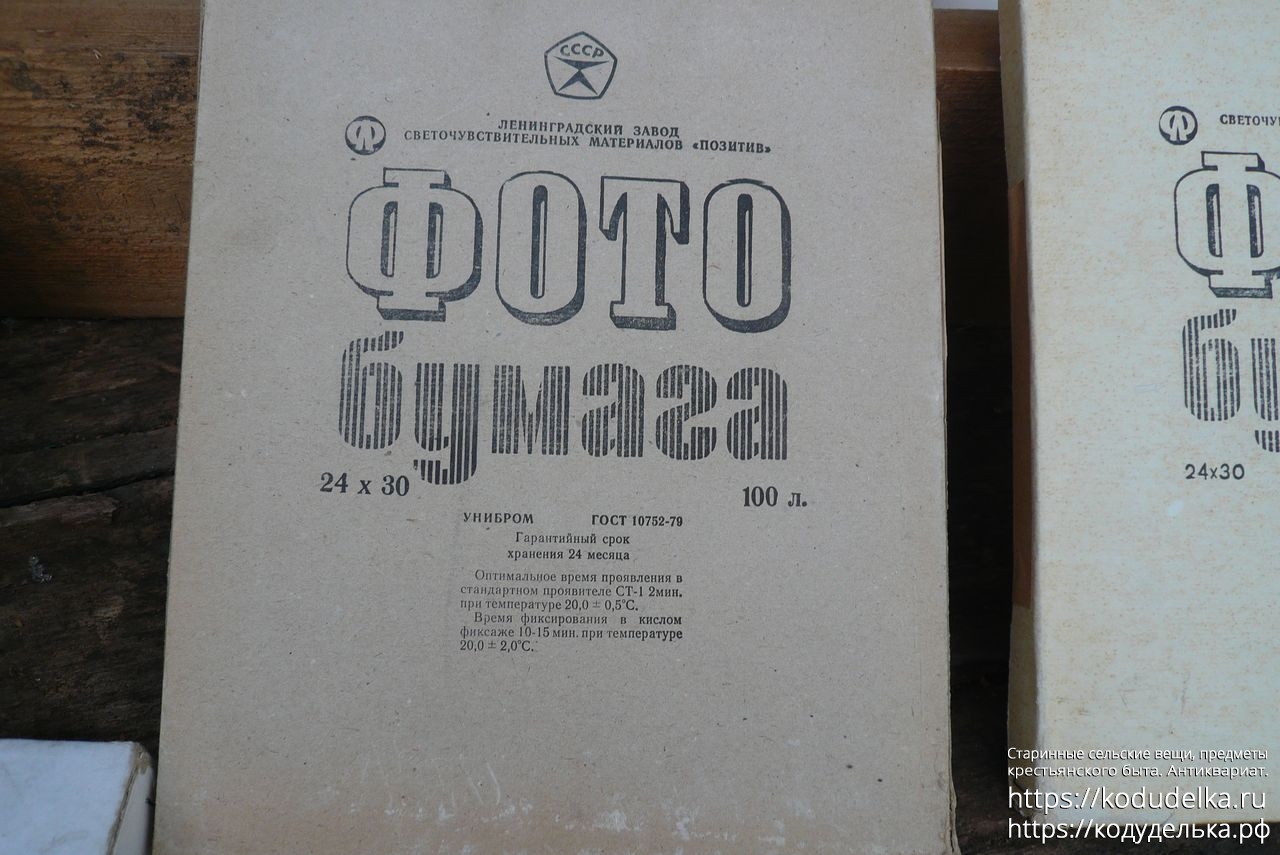 СССР
ЛЕНИНГРАДСКИЙ ЗАВОД
СВЕТОЧУВСТВИТЕЛЬНЫХ МАТЕРИАЛОВ «ПОЗИТИВ»
ФОТО
бумага
24 х 30
100 л.
УНИБРОМ ГОСТ 10752-79
Гарантийный срок
хранения 24 месяца
Оптимальное время проявления в
стандартном проявителе СТ-1 2мин.
при температуре 20,0 ± 0,5°С.
Время фиксирования в кислом
фиксаже 10-15 мин. при температуре
20,0 ± 2,0°С.
СВЕТОЧУ
Ф
бу
24х30
Старинные сельские вещи, предметы
крестьянского быта. Антиквариат.
https://kodudelka.ru
https://кодуделька.рф